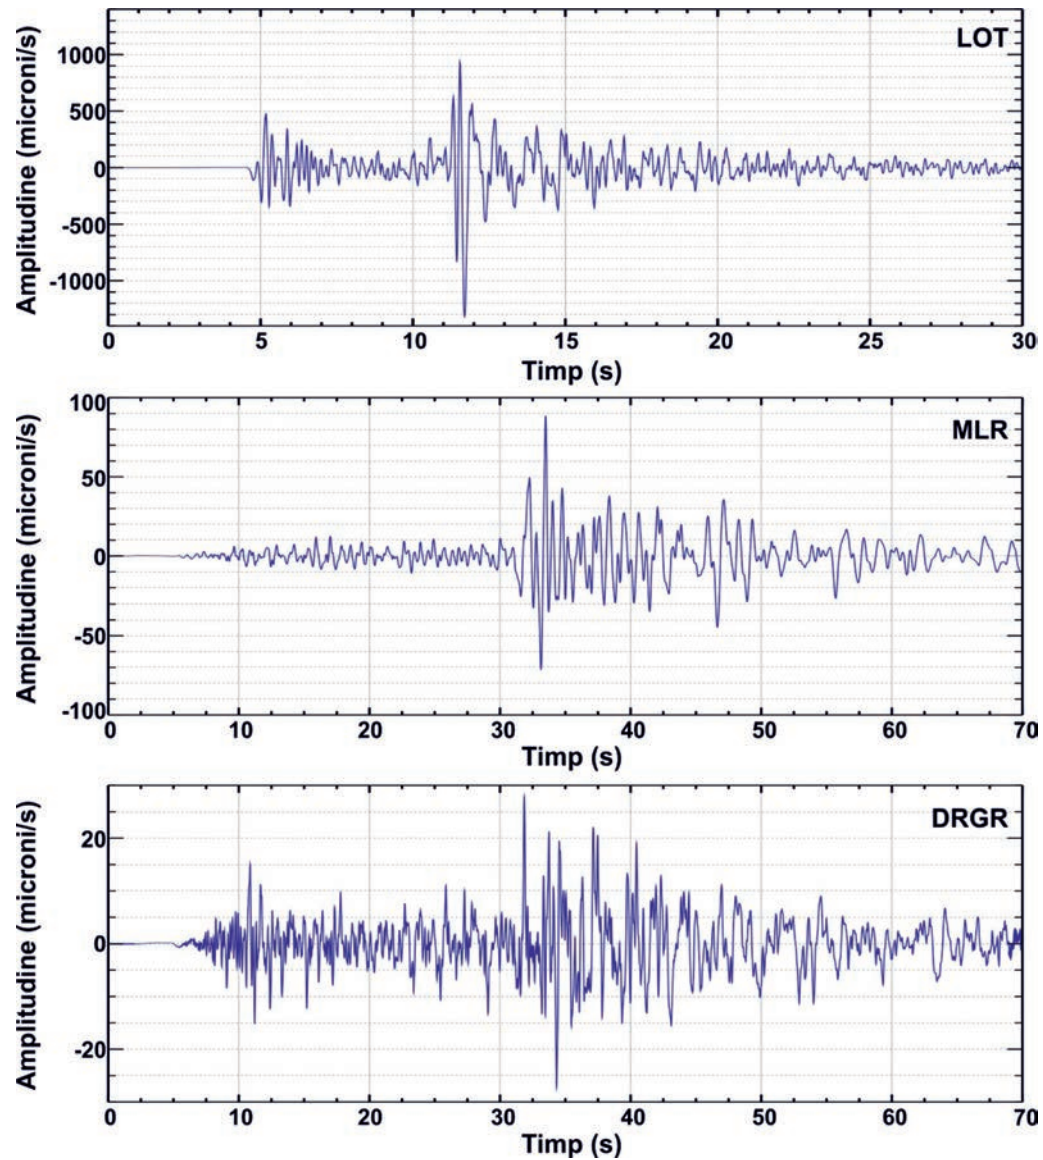 LOT
Amplitudine (microni/s)
1000
500
0
-500
-1000
0 5 10 15 20 25 30
Timp (s)
MLR
Amplitudine (microni/s)
100
50
0
-50
-100
0 10 20 30 40 50 60 70
Timp (s)
DRGR
Amplitudine (microni/s)
20
0
-20
0 10 20 30 40 50 60 70
Timp (s)